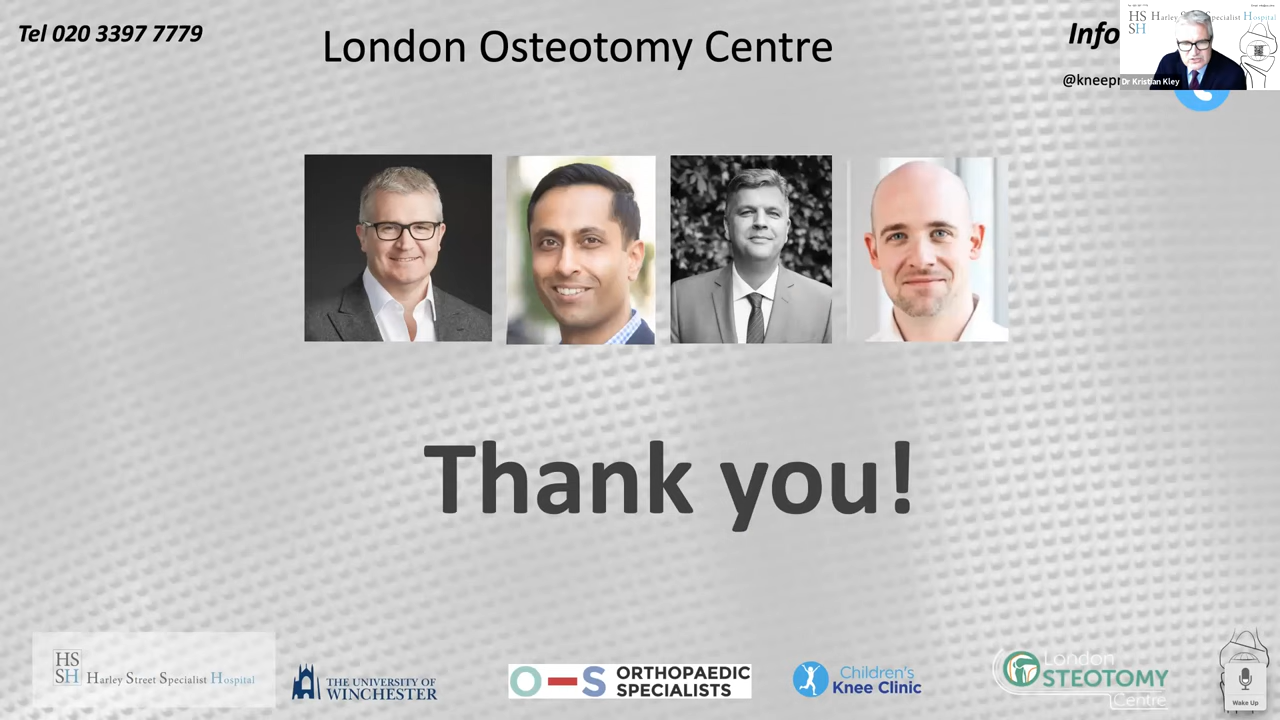 Tel 020 3397 7779
London Osteotomy Centre
Info
HS
SH
Harley Specialist Hospital
Dr Kristian Kley
Thank you!
HS
SH
Harley Street Specialist Hospital
THE UNIVERSITY OF
WINCHESTER
O–S ORTHOPAEDIC
SPECIALISTS
Children's
Knee Clinic
London
OSTEOTOMY
Centre
Wake Up